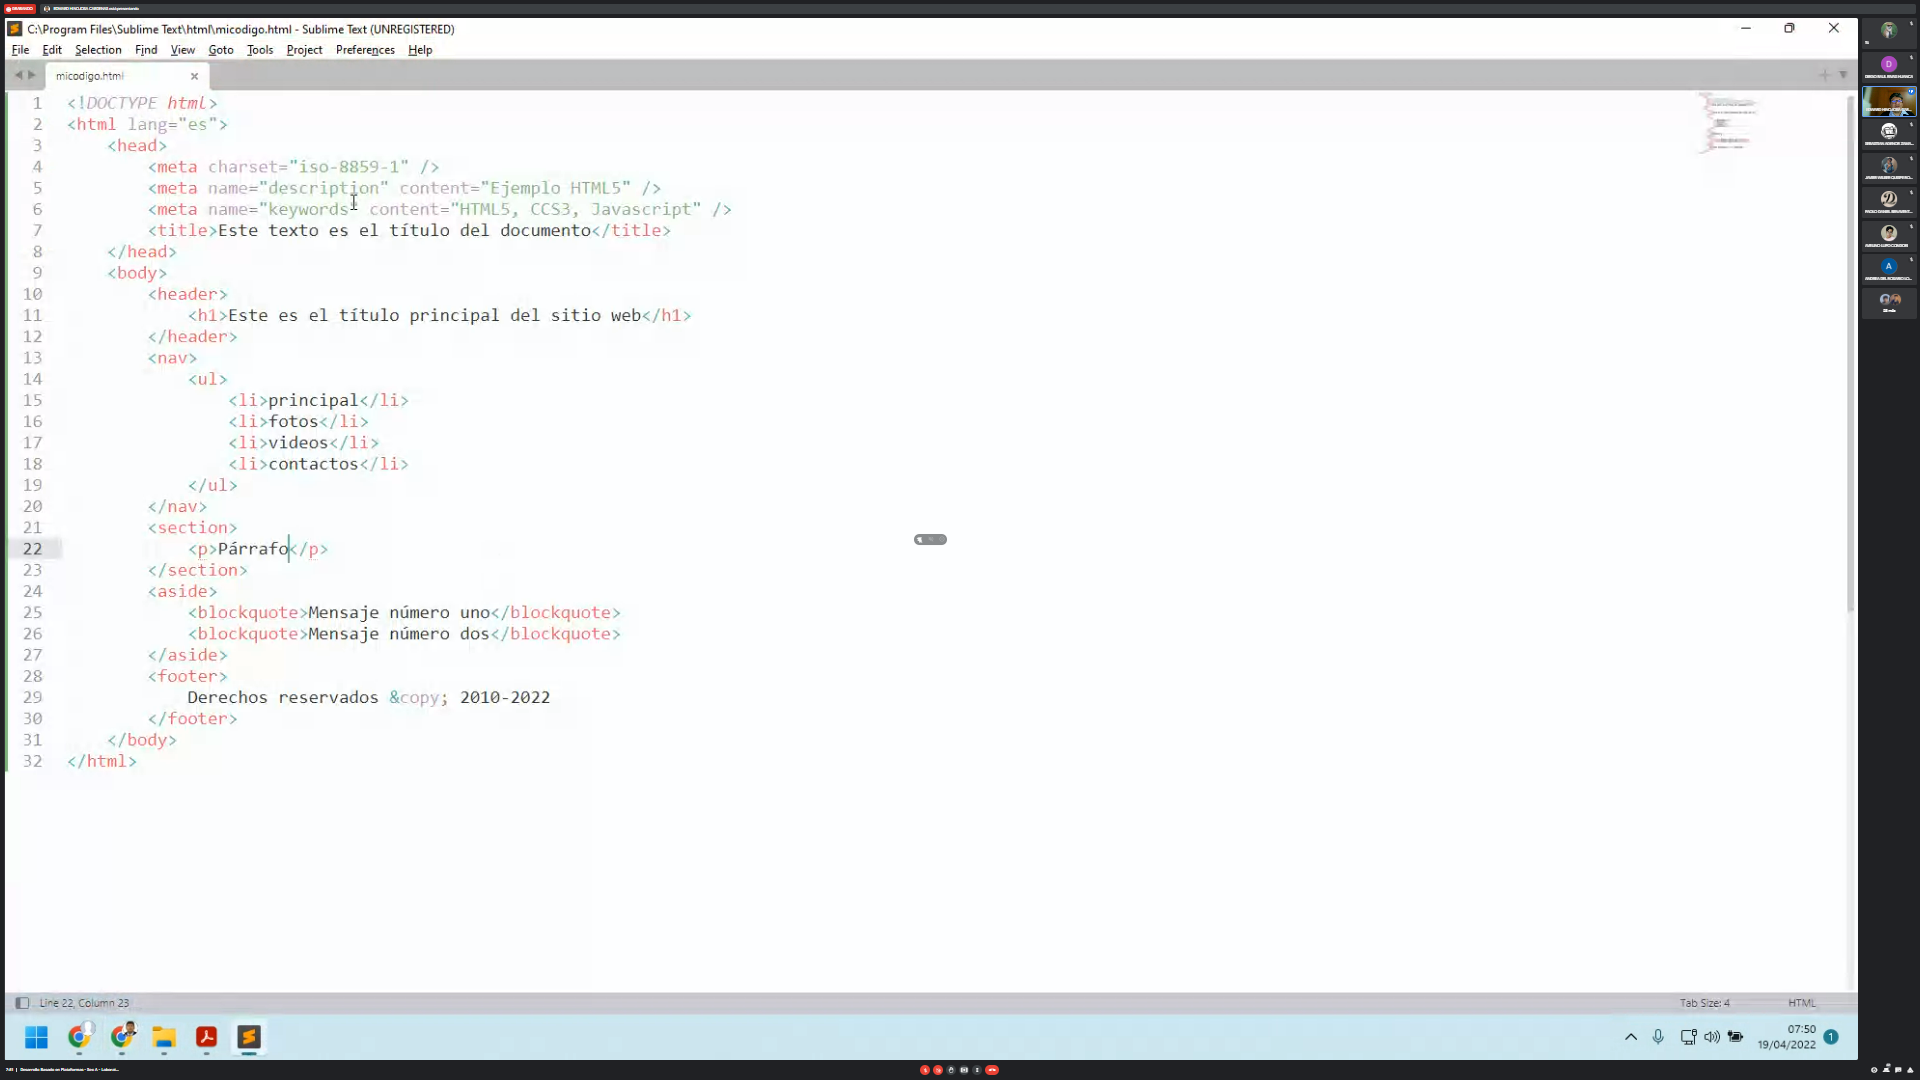 C:\Program Files\Sublime Text\html\micodigo.html - Sublime Text (UNREGISTERED)
File Edit Selection Find View Goto Tools Project Preferences Help
micodigo.html
1 <!DOCTYPE html>
2 <html lang="es">
3 <head>
4 <meta charset="iso-8859-1" />
5 <meta name="description" content="Ejemplo HTML5" />
6 <meta name="keywords" content="HTML5, CCS3, Javascript" />
7 <title>Este texto es el título del documento</title>
8 </head>
9 <body>
10 <header>
11 <h1>Este es el título principal del sitio web</h1>
12 </header>
13 <nav>
14 <ul>
15 <li>principal</li>
16 <li>fotos</li>
17 <li>videos</li>
18 <li>contactos</li>
19 </ul>
20 </nav>
21 <section>
22 <p>Párrafo</p>
23 </section>
24 <aside>
25 <blockquote>Mensaje número uno</blockquote>
26 <blockquote>Mensaje número dos</blockquote>
27 </aside>
28 <footer>
29 Derechos reservados &copy; 2010-2022
30 </footer>
31 </body>
32 </html>
Line 22, Column 23
Tab Size: 4
HTML
07:50
19/04/2022
1
D
A